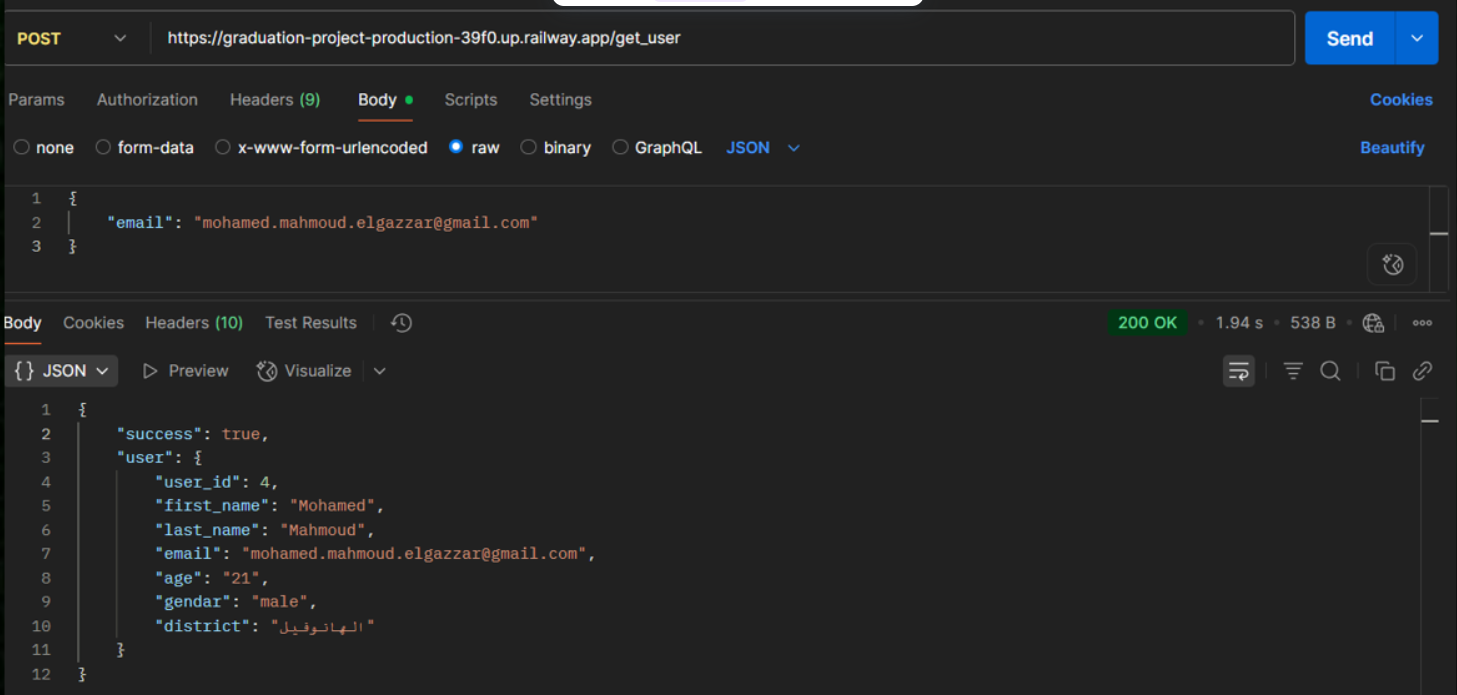 POST
https://graduation-project-production-39f0.up.railway.app/get_user
Send
Params Authorization Headers (9) Body Scripts Settings Cookies
none form-data x-www-form-urlencoded raw binary GraphQL JSON Beautify
1 {
2 "email": "mohamed.mahmoud.elgazzar@gmail.com"
3 }
Body Cookies Headers (10) Test Results 200 OK • 1.94 s • 538 B •
{} JSON Preview Visualize
1 {
2 "success": true,
3 "user": {
4 "user_id": 4,
5 "first_name": "Mohamed",
6 "last_name": "Mahmoud",
7 "email": "mohamed.mahmoud.elgazzar@gmail.com",
8 "age": "21",
9 "gendar": "male",
10 "district": "الهانوفيل"
11 }
12 }